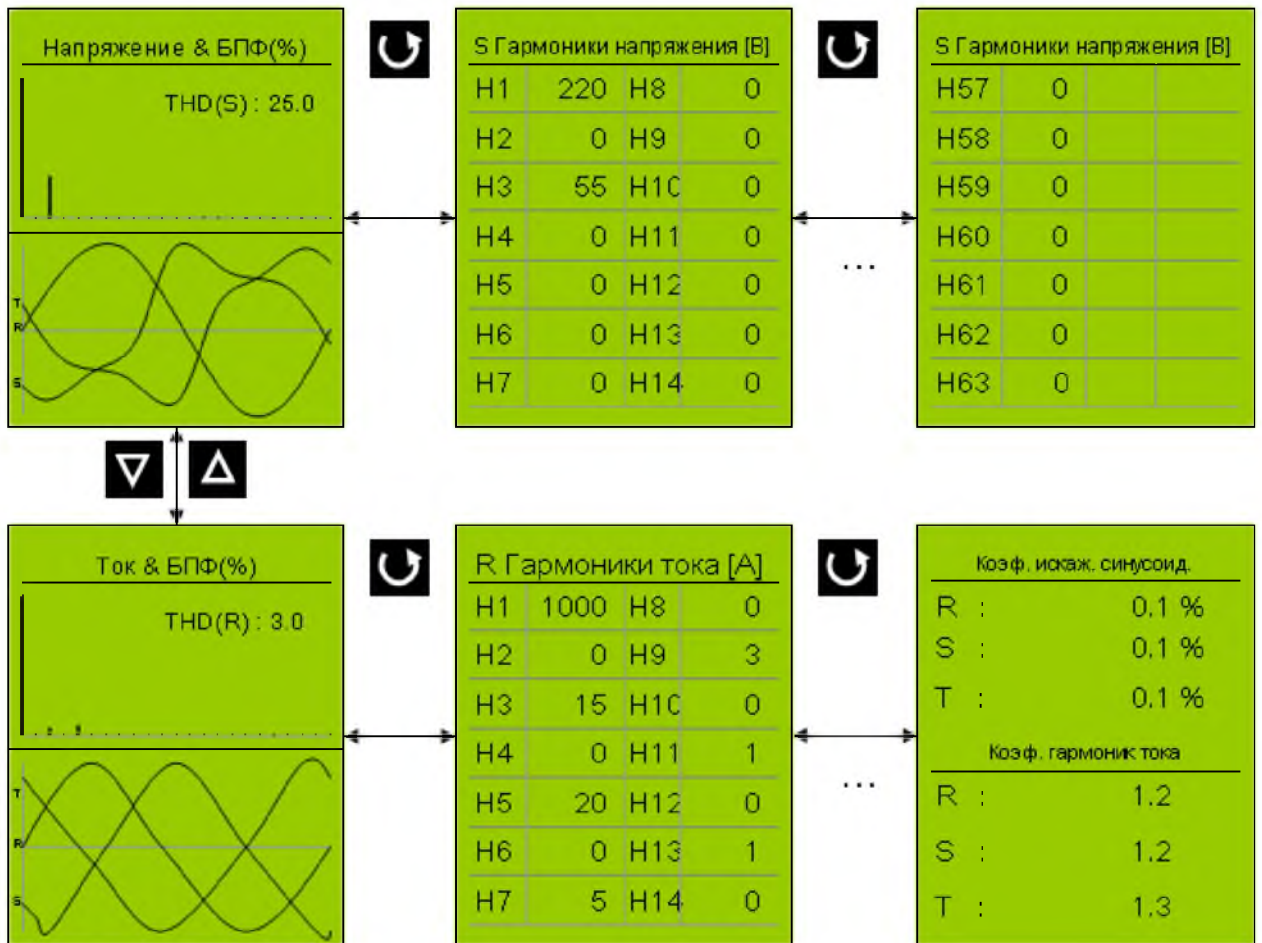 Напряжение & БПФ(%)
THD(S) : 25.0
T
R
S
S Гармоники напряжения [В]
H1 220 H8 0
H2 0 H9 0
H3 55 H10 0
H4 0 H11 0
H5 0 H12 0
H6 0 H13 0
H7 0 H14 0
...
S Гармоники напряжения [В]
H57 0
H58 0
H59 0
H60 0
H61 0
H62 0
H63 0
Ток & БПФ(%)
THD(R) : 3.0
T
R
S
R Гармоники тока [А]
H1 1000 H8 0
H2 0 H9 3
H3 15 H10 0
H4 0 H11 1
H5 20 H12 0
H6 0 H13 1
H7 5 H14 0
...
Коэф. искаж. синусоид.
R : 0.1 %
S : 0.1 %
T : 0.1 %
Коэф. гармоник тока
R : 1.2
S : 1.2
T : 1.3